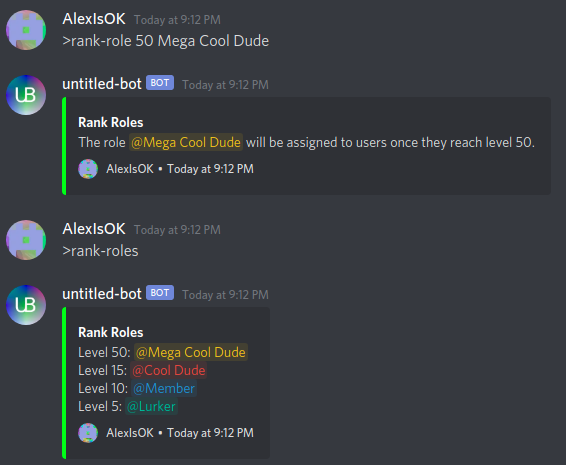 AlexIsOK Today at 9:12 PM
>rank-role 50 Mega Cool Dude
UB
untitled-bot BOT Today at 9:12 PM
Rank Roles
The role @Mega Cool Dude will be assigned to users once they reach level 50.
AlexIsOK • Today at 9:12 PM
AlexIsOK Today at 9:12 PM
>rank-roles
UB
untitled-bot BOT Today at 9:12 PM
Rank Roles
Level 50: @Mega Cool Dude
Level 15: @Cool Dude
Level 10: @Member
Level 5: @Lurker
AlexIsOK • Today at 9:12 PM